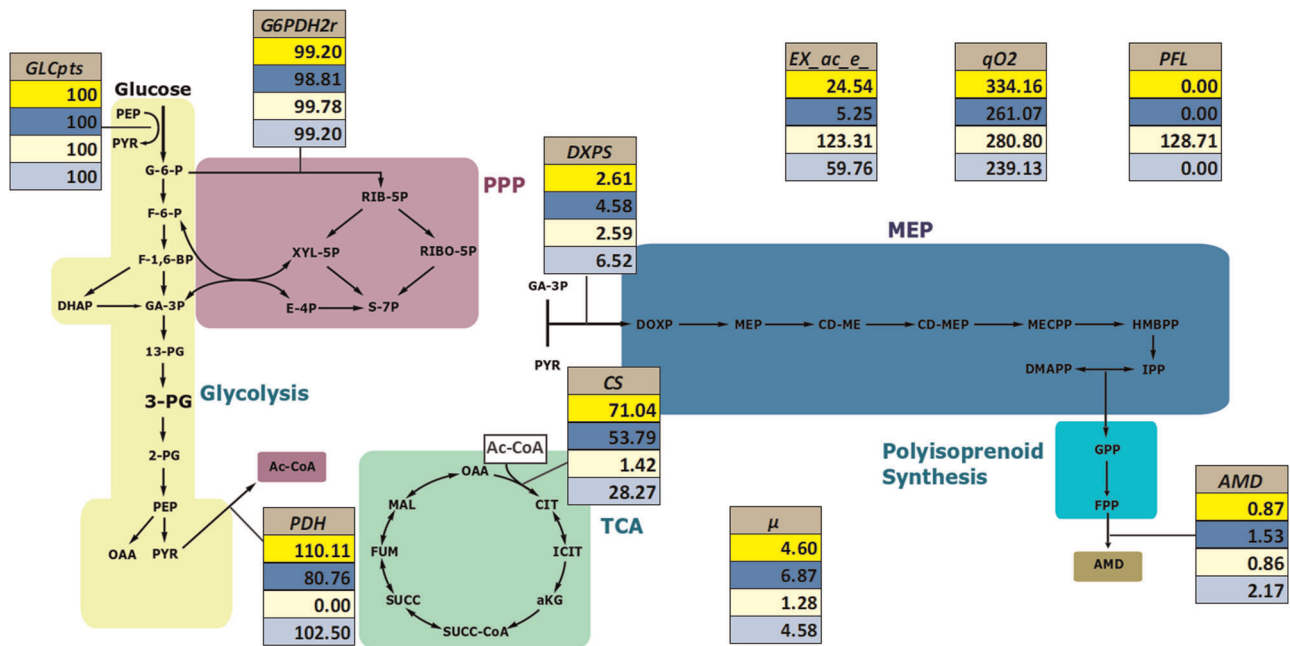 G6PDH2r
99.20
98.81
99.78
99.20
GLCpts
100
100
100
100
EX_ac_e_
24.54
5.25
123.31
59.76
qO2
334.16
261.07
280.80
239.13
PFL
0.00
0.00
128.71
0.00
Glucose
PEP
PYR
G-6-P
F-6-P
F-1,6-BP
DHAP
GA-3P
13-PG
3-PG
2-PG
PEP
OAA
PYR
Glycolysis
Ac-CoA
PPP
RIB-5P
XYL-5P
RIBO-5P
E-4P
S-7P
DXPS
2.61
4.58
2.59
6.52
MEP
GA-3P
PYR
DOXP
MEP
CD-ME
CD-MEP
MECPP
HMBPP
DMAPP
IPP
CS
71.04
53.79
1.42
28.27
Ac-CoA
OAA
CIT
ICIT
aKG
SUCC-CoA
SUCC
FUM
MAL
TCA
PDH
110.11
80.76
0.00
102.50
μ
4.60
6.87
1.28
4.58
Polyisoprenoid
Synthesis
GPP
FPP
AMD
AMD
0.87
1.53
0.86
2.17